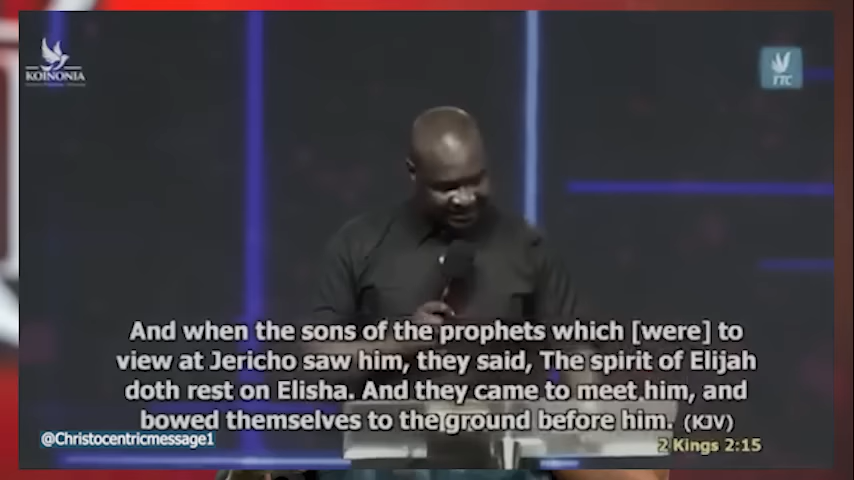 KOINONIA
TTC
And when the sons of the prophets which [were] to
view at Jericho saw him, they said, The spirit of Elijah
doth rest on Elisha. And they came to meet him, and
bowed themselves to the ground before him. (KJV)
@Christocentricmessage1
2 Kings 2:15